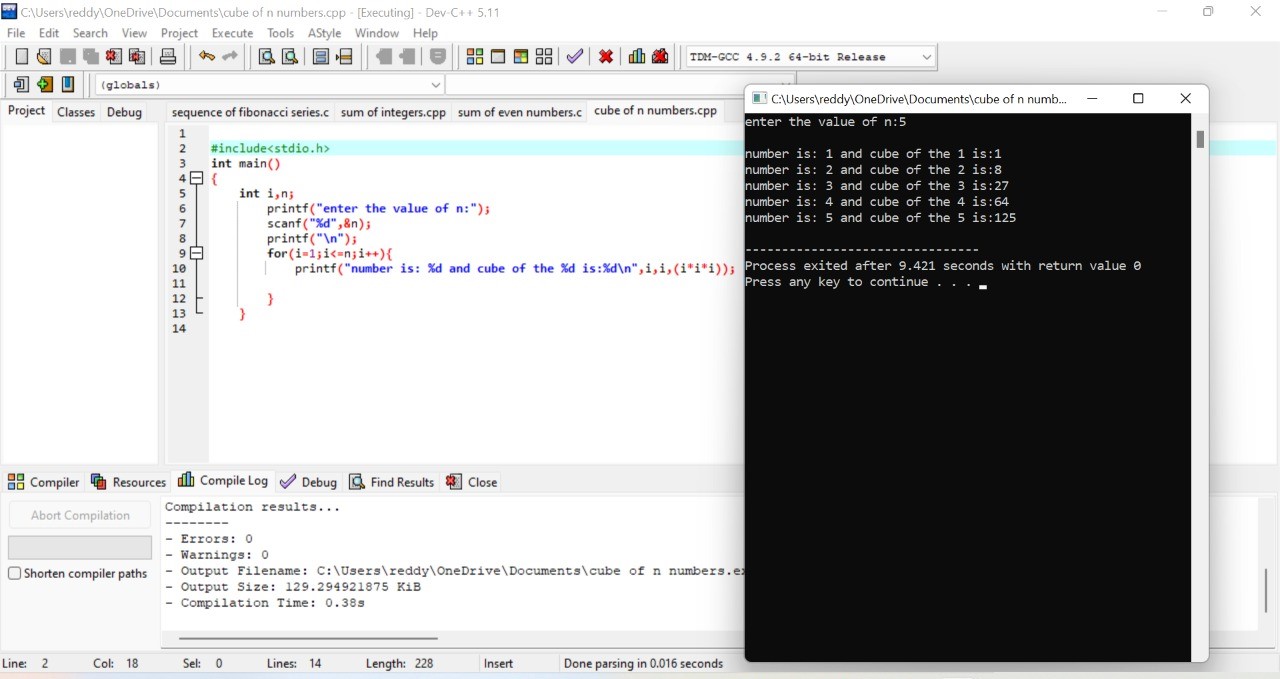 C:\Users\reddy\OneDrive\Documents\cube of n numbers.cpp - [Executing] - Dev-C++ 5.11
File Edit Search View Project Execute Tools AStyle Window Help
TDM-GCC 4.9.2 64-bit Release
(globals)
Project Classes Debug
sequence of fibonacci series.c sum of integers.cpp sum of even numbers.c cube of n numbers.cpp
1
2 #include<stdio.h>
3 int main()
4 {
5 int i,n;
6 printf("enter the value of n:");
7 scanf("%d",&n);
8 printf("\n");
9 for(i=1;i<=n;i++){
10 printf("number is: %d and cube of the %d is:%d\n",i,i,(i*i*i));
11
12 }
13 }
14
C:\Users\reddy\OneDrive\Documents\cube of n numb...
enter the value of n:5
number is: 1 and cube of the 1 is:1
number is: 2 and cube of the 2 is:8
number is: 3 and cube of the 3 is:27
number is: 4 and cube of the 4 is:64
number is: 5 and cube of the 5 is:125
--------------------------------
Process exited after 9.421 seconds with return value 0
Press any key to continue . . .
Compiler Resources Compile Log Debug Find Results Close
Abort Compilation
Shorten compiler paths
Compilation results...
--------
- Errors: 0
- Warnings: 0
- Output Filename: C:\Users\reddy\OneDrive\Documents\cube of n numbers.e
- Output Size: 129.294921875 KiB
- Compilation Time: 0.38s
Line: 2 Col: 18 Sel: 0 Lines: 14 Length: 228 Insert Done parsing in 0.016 seconds